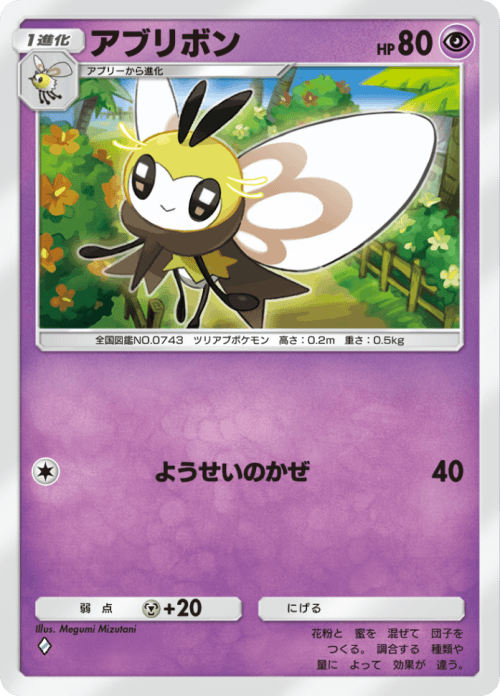 1進化
アブリボン
HP80
アブリーから進化
全国図鑑NO.0743 ツリアブポケモン 高さ:0.2m 重さ:0.5kg
ようせいのかぜ 40
弱点 +20
にげる
Illus. Megumi Mizutani
花粉と 蜜を 混ぜて 団子を
つくる。調合する 種類や
量に よって 効果が 違う。